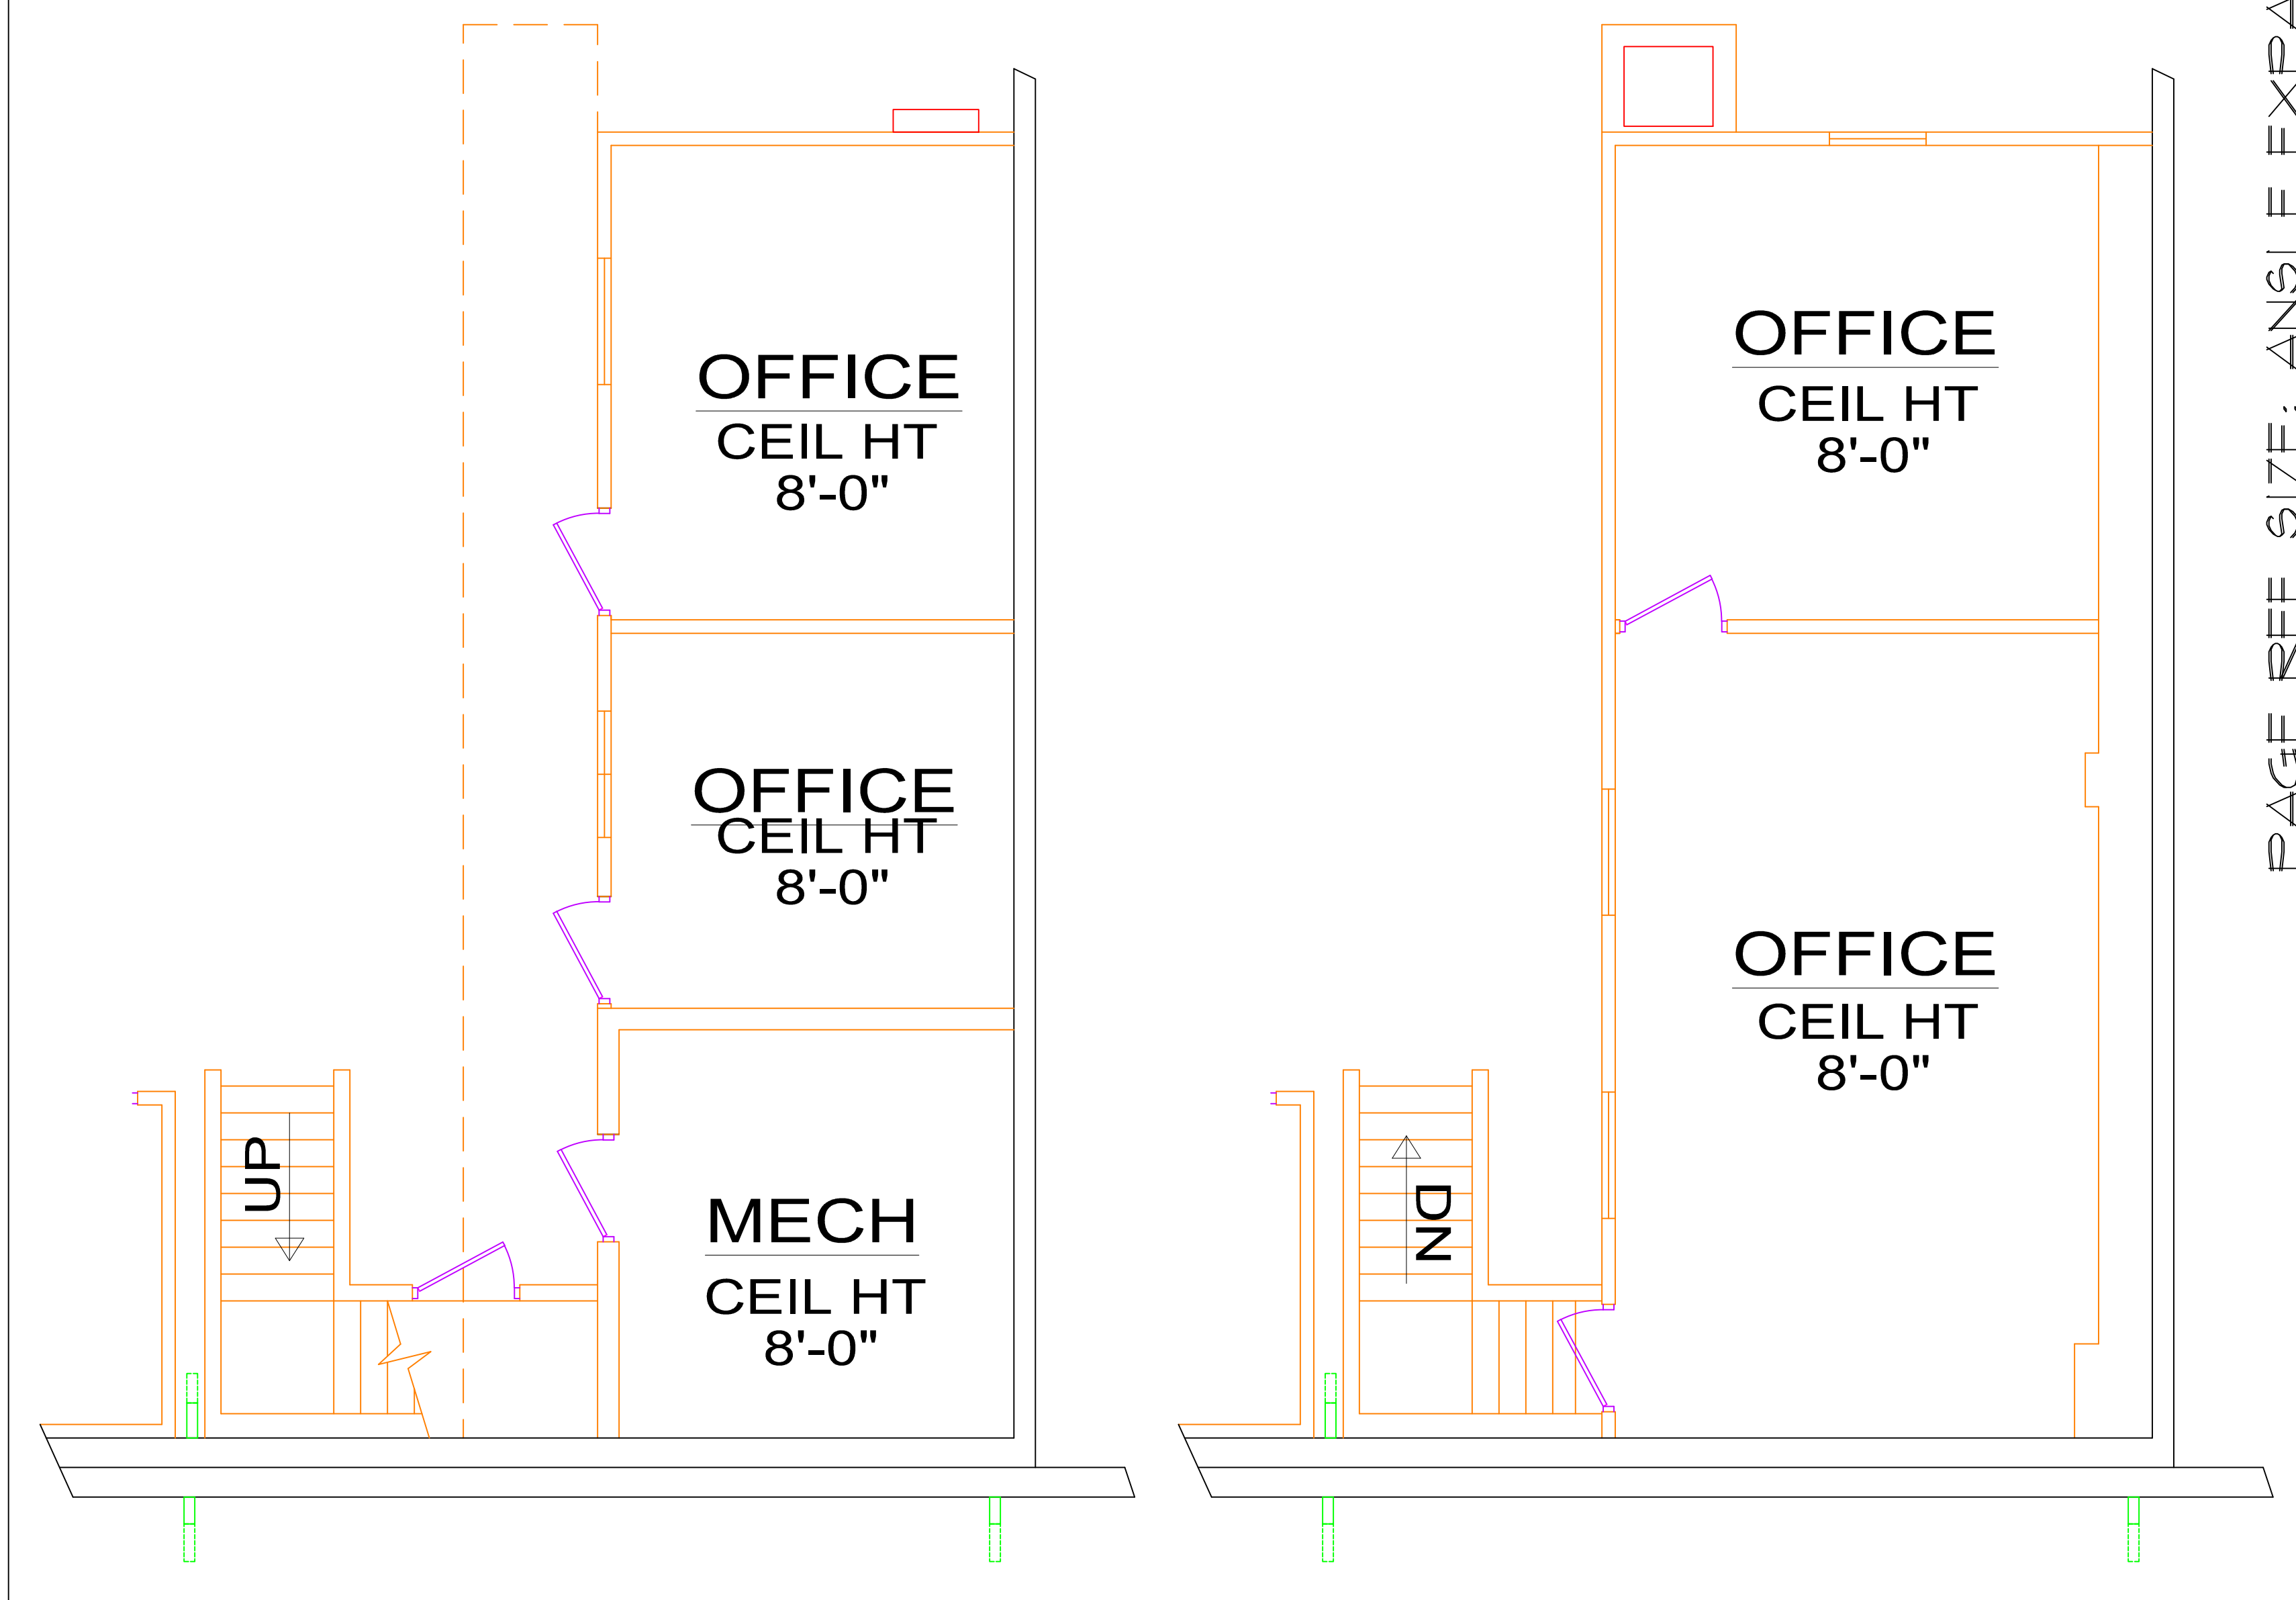 OFFICE
CEIL HT
8'-0"
OFFICE
CEIL HT
8'-0"
UP
MECH
CEIL HT
8'-0"
OFFICE
CEIL HT
8'-0"
OFFICE
CEIL HT
8'-0"
DN
PAGE REF SIZE: ANSI E EXPA